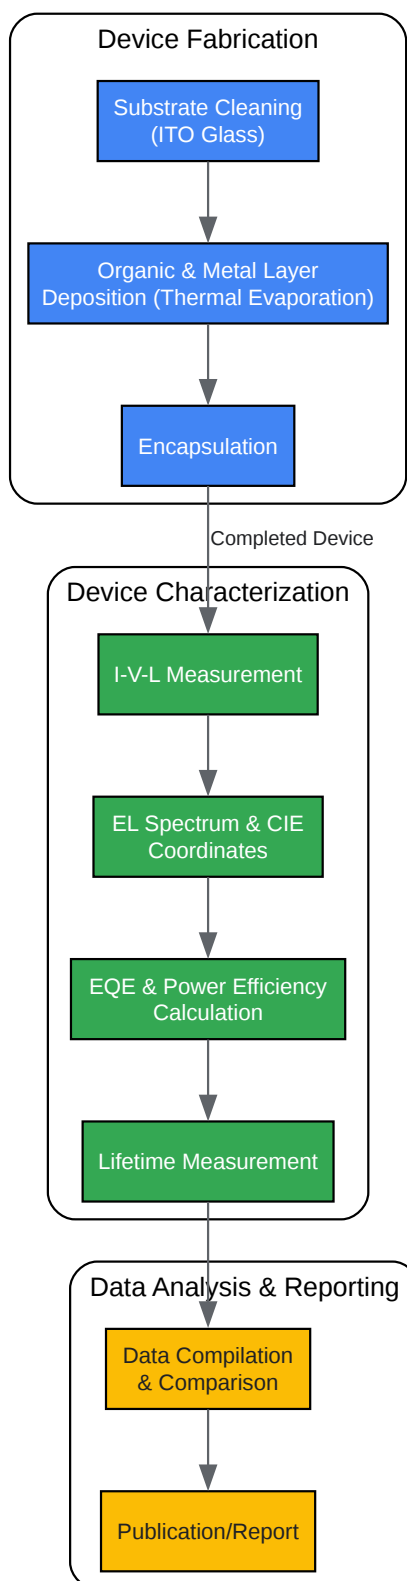 Device Fabrication
Substrate Cleaning
(ITO Glass)
Organic & Metal Layer
Deposition (Thermal Evaporation)
Encapsulation
Completed Device
Device Characterization
I-V-L Measurement
EL Spectrum & CIE
Coordinates
EQE & Power Efficiency
Calculation
Lifetime Measurement
Data Analysis & Reporting
Data Compilation
& Comparison
Publication/Report